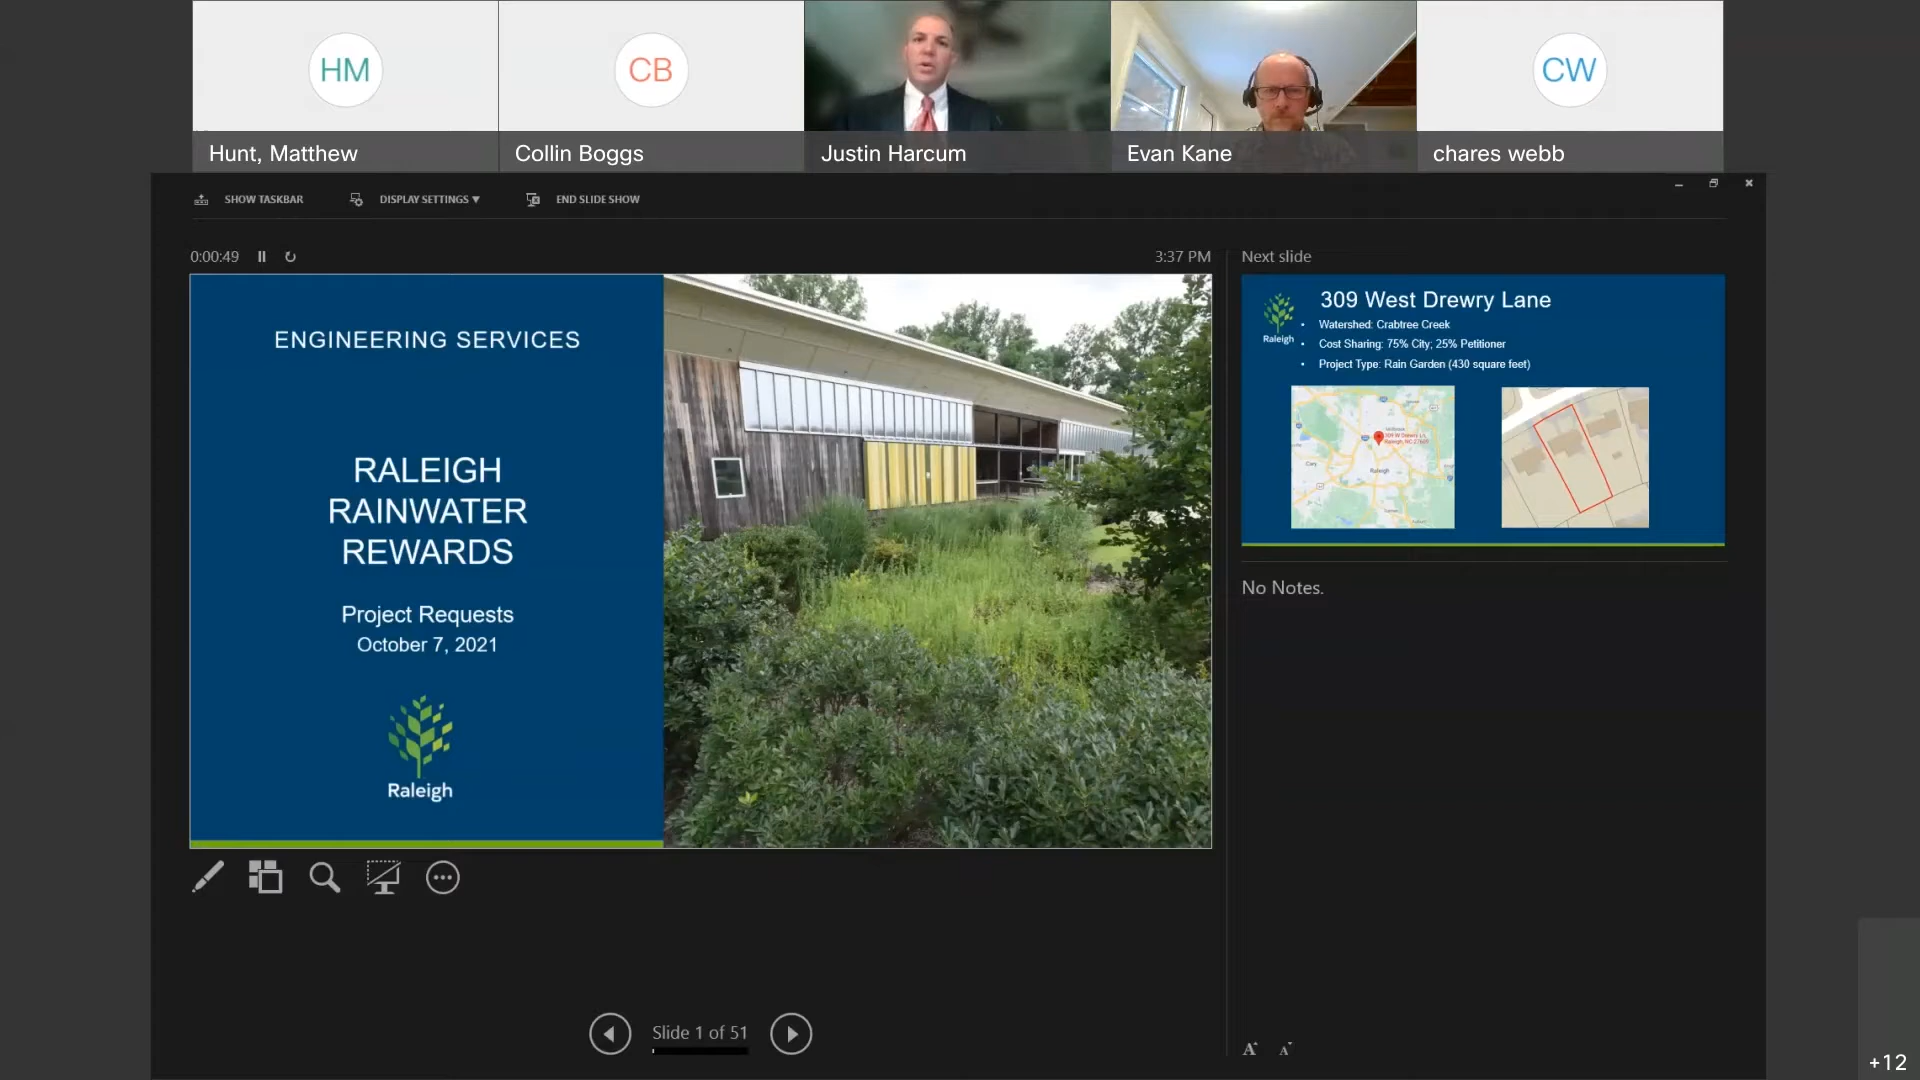 HM
CB
CW
Hunt, Matthew
Collin Boggs
Justin Harcum
Evan Kane
chares webb
SHOW TASKBAR
DISPLAY SETTINGS ▼
END SLIDE SHOW
0:00:49
3:37 PM
ENGINEERING SERVICES
RALEIGH
RAINWATER
REWARDS
Project Requests
October 7, 2021
Raleigh
Next slide
309 West Drewry Lane
Raleigh
• Watershed: Crabtree Creek
• Cost Sharing: 75% City; 25% Petitioner
• Project Type: Rain Garden (430 square feet)
Cary
Raleigh
No Notes.
Slide 1 of 51
A A
+12